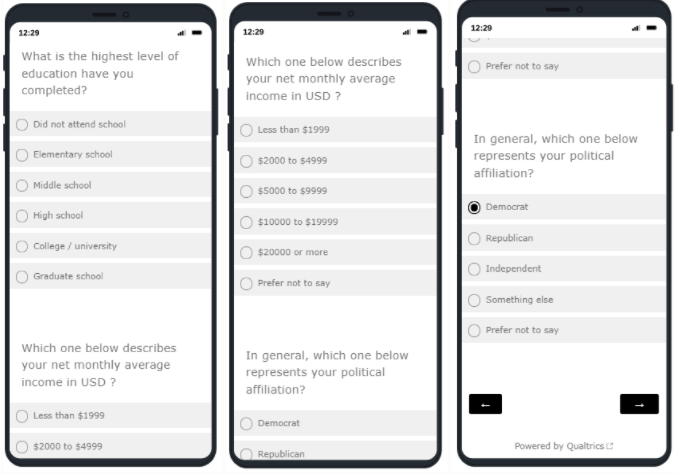 12:29
What is the highest level of
education have you
completed?
Did not attend school
Elementary school
Middle school
High school
College / university
Graduate school
Which one below describes
your net monthly average
income in USD ?
Less than $1999
$2000 to $4999
12:29
Which one below describes
your net monthly average
income in USD ?
Less than $1999
$2000 to $4999
$5000 to $9999
$10000 to $19999
$20000 or more
Prefer not to say
In general, which one below
represents your political
affiliation?
Democrat
Republican
12:29
Prefer not to say
In general, which one below
represents your political
affiliation?
Democrat
Republican
Independent
Something else
Prefer not to say
← →
Powered by Qualtrics